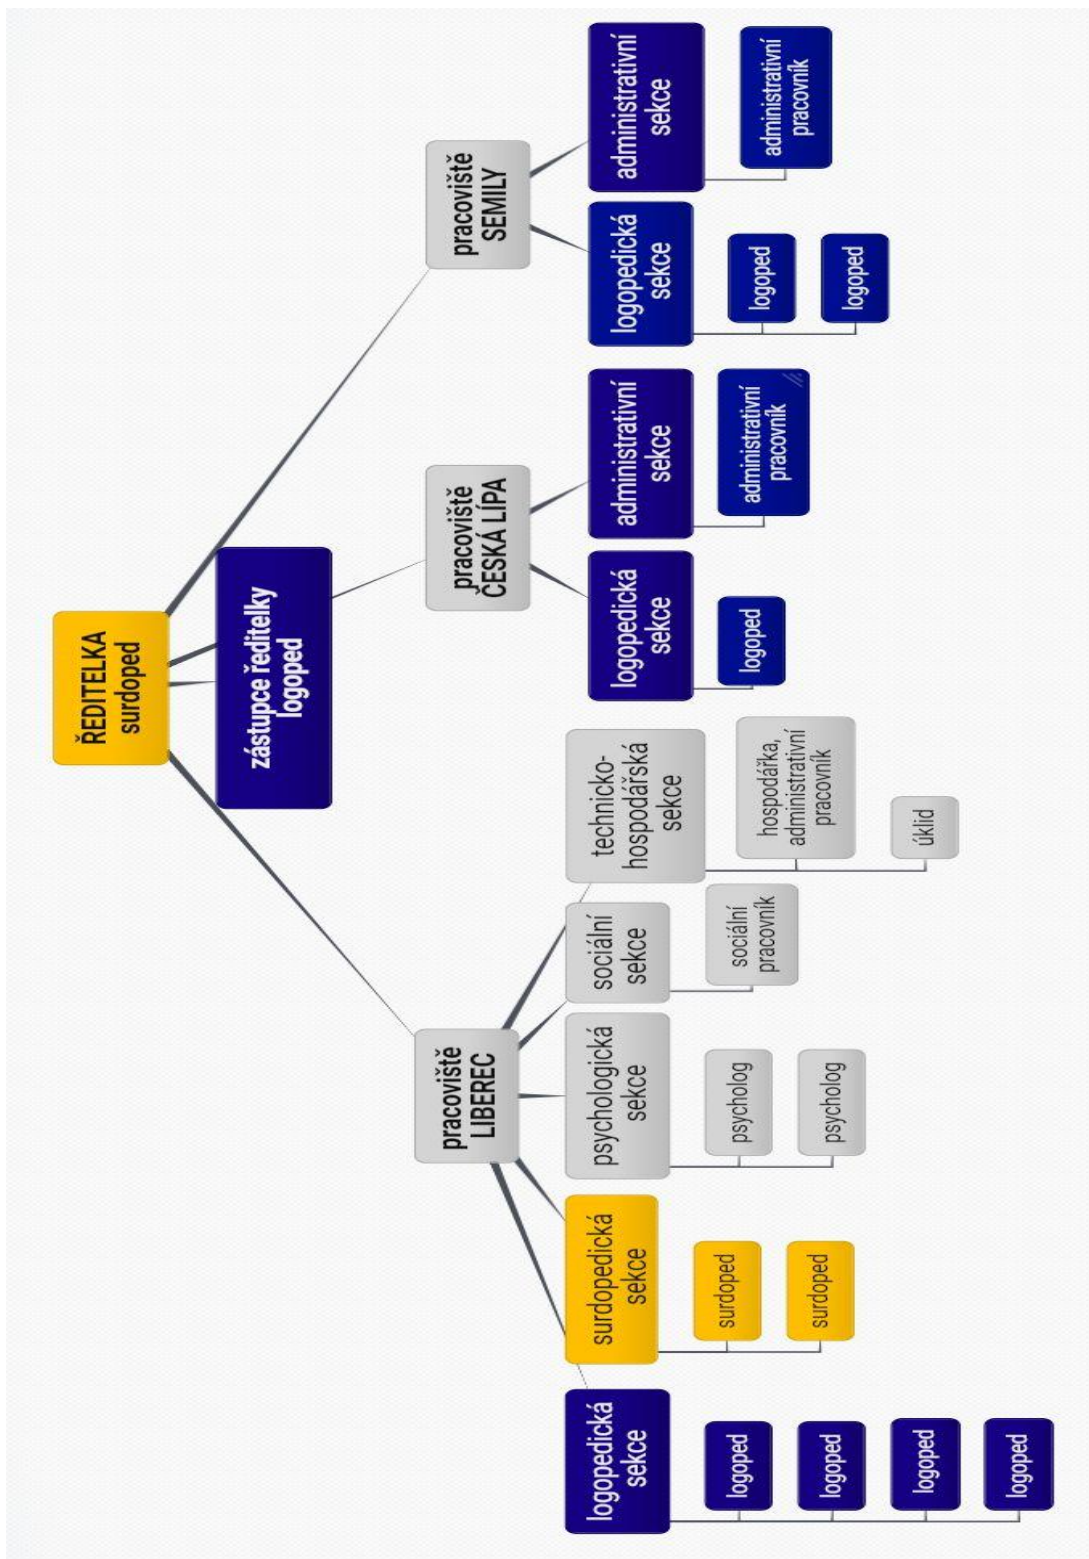 ŘEDITELKA
surdoped
zástupce ředitelky
logoped
pracoviště
LIBEREC
pracoviště
ČESKÁ LÍPA
pracoviště
SEMILY
logopedická
sekce
logoped
logoped
logoped
logoped
surdopedická
sekce
surdoped
surdoped
psychologická
sekce
psycholog
psycholog
sociální
sekce
sociální
pracovník
technicko-
hospodářská
sekce
hospodářka,
administrativní
pracovník
úklid
logopedická
sekce
logoped
administrativní
sekce
administrativní
pracovník
logopedická
sekce
logoped
logoped
administrativní
sekce
administrativní
pracovník